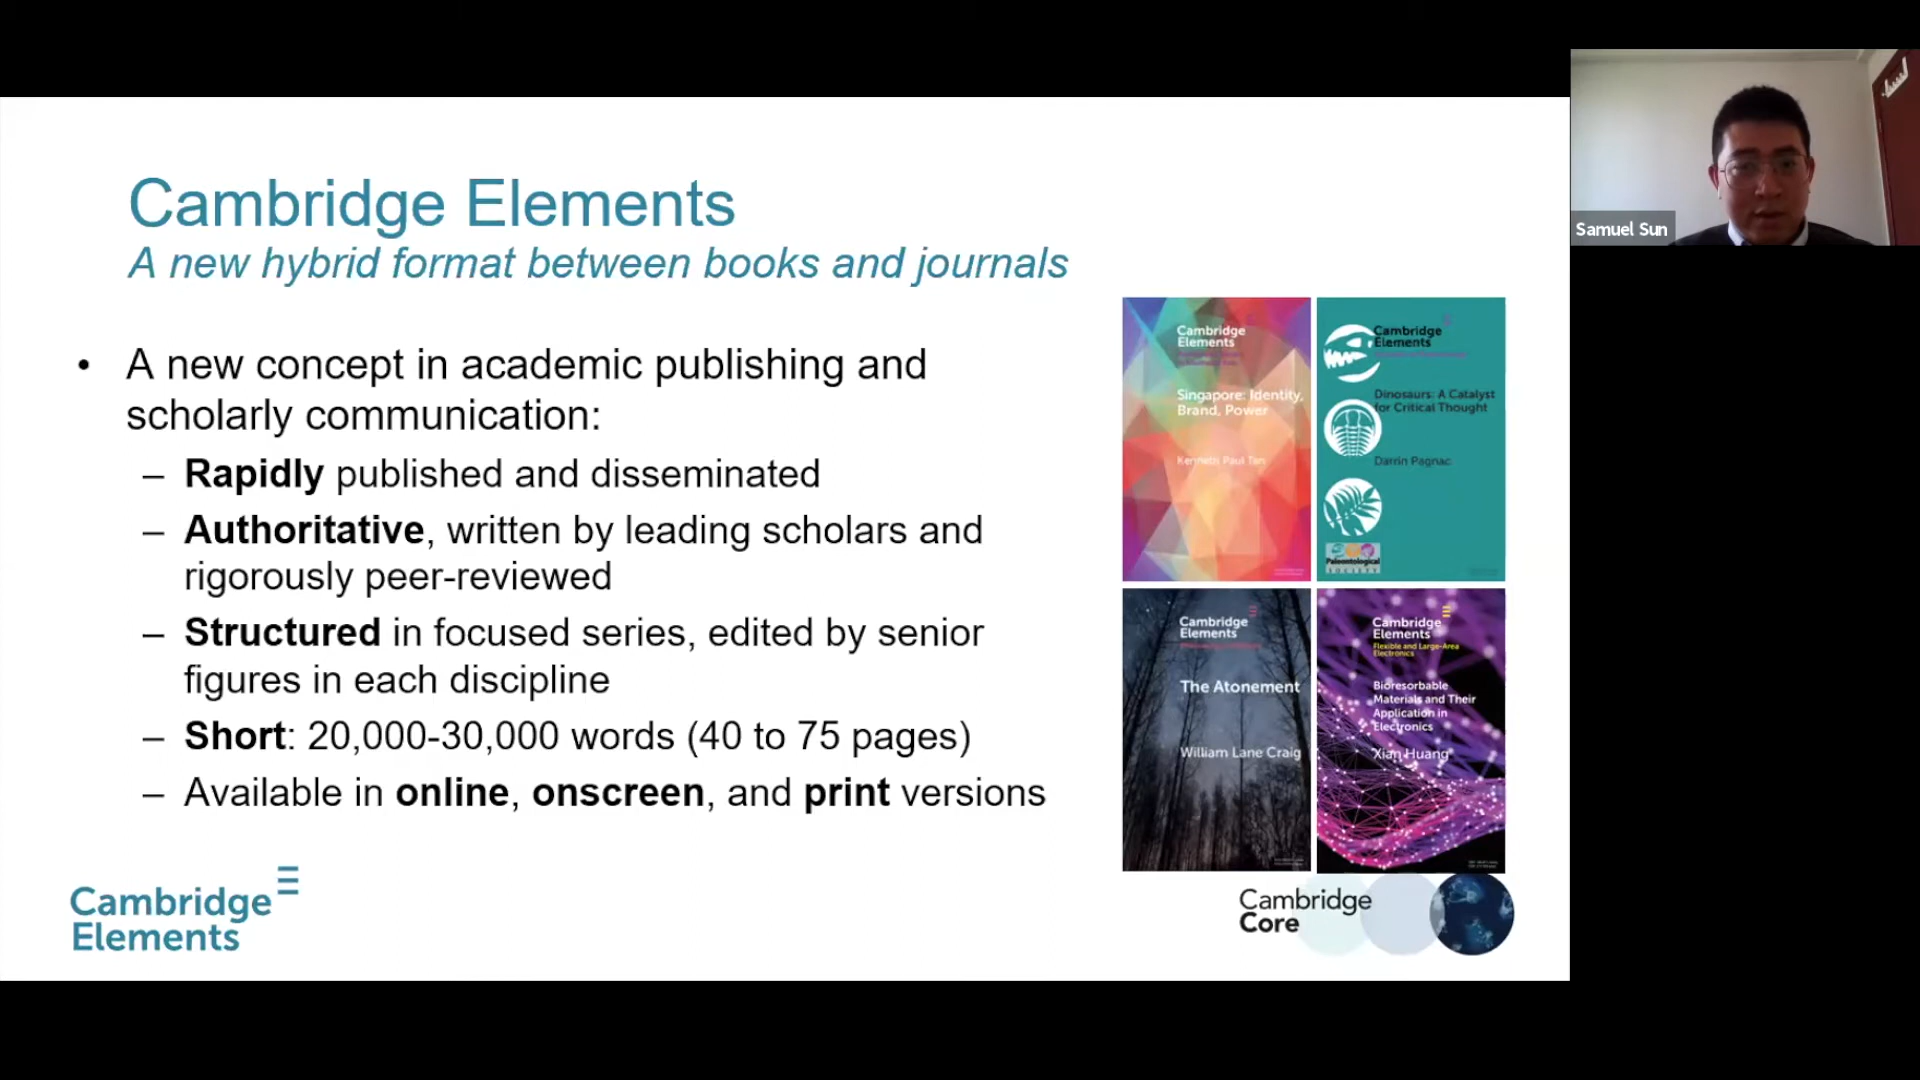 Cambridge Elements
A new hybrid format between books and journals
• A new concept in academic publishing and
scholarly communication:
– Rapidly published and disseminated
– Authoritative, written by leading scholars and
rigorously peer-reviewed
– Structured in focused series, edited by senior
figures in each discipline
– Short: 20,000-30,000 words (40 to 75 pages)
– Available in online, onscreen, and print versions
Cambridge
Elements
Singapore: Identity,
Brand, Power
Kenneth Paul Tan
Cambridge
Elements
Dinosaurs: A Catalyst
for Critical Thought
Darrin Pagnac
Paleontological
SOCIETY
Cambridge
Elements
The Atonement
William Lane Craig
Cambridge
Elements
Flexible and Large-Area
Electronics
Bioresorbable
Materials and Their
Application in
Electronics
Xian Huang
Cambridge
Elements
Cambridge
Core
Samuel Sun